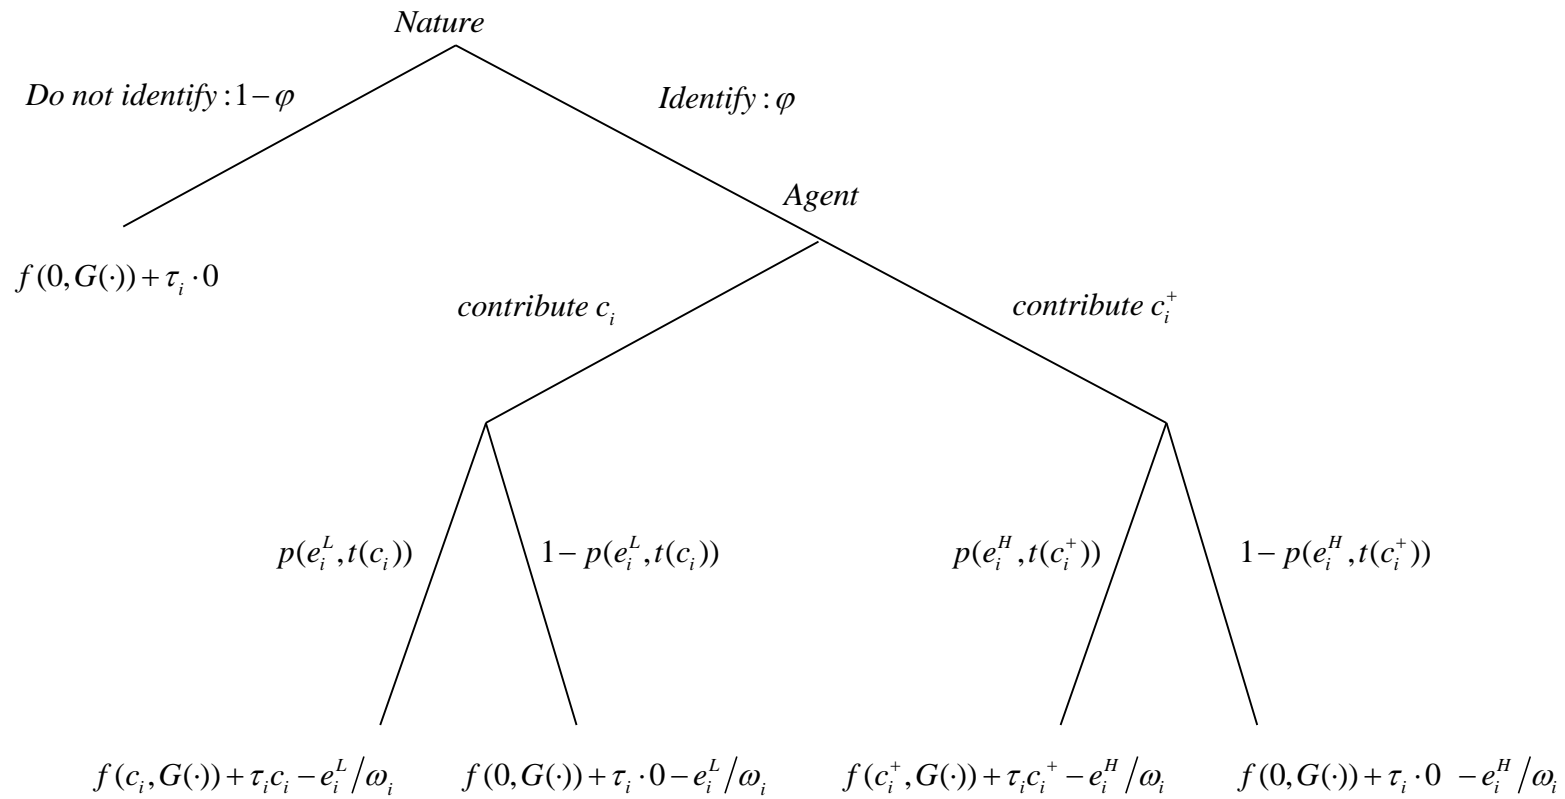 Nature
Do not identify : 1 − φ
Identify : φ
Agent
f (0, G(·)) + τ_i · 0
contribute c_i
contribute c_i^+
p(e_i^L, t(c_i))
1 − p(e_i^L, t(c_i))
p(e_i^H, t(c_i^+))
1 − p(e_i^H, t(c_i^+))
f (c_i, G(·)) + τ_i c_i − e_i^L / ω_i
f (0, G(·)) + τ_i · 0 − e_i^L / ω_i
f (c_i^+, G(·)) + τ_i c_i^+ − e_i^H / ω_i
f (0, G(·)) + τ_i · 0 − e_i^H / ω_i